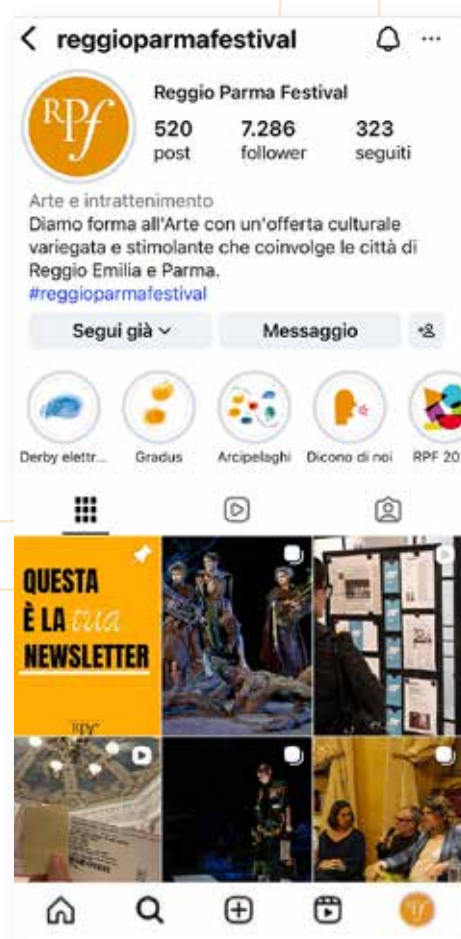 reggioparmafestival
RPf
Reggio Parma Festival
520 7.286 323
post follower seguiti
Arte e intrattenimento
Diamo forma all'Arte con un'offerta culturale
variegata e stimolante che coinvolge le città di
Reggio Emilia e Parma.
#reggioparmafestival
Segui già Messaggio
Derby elettr... Gradus Arcipelaghi Dicono di noi RPF 20
QUESTA
È LA tua
NEWSLETTER
RPf